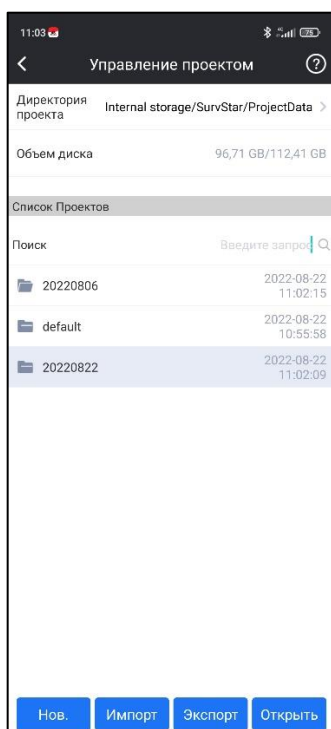 11:03 75
Управление проектом ?
Директория
проекта Internal storage/SurvStar/ProjectData
Объем диска 96,71 GB/112,41 GB
Список Проектов
Поиск Введите запрос
20220806 2022-08-22
11:02:15
default 2022-08-22
10:55:58
20220822 2022-08-22
11:02:09
Нов. Импорт Экспорт Открыть